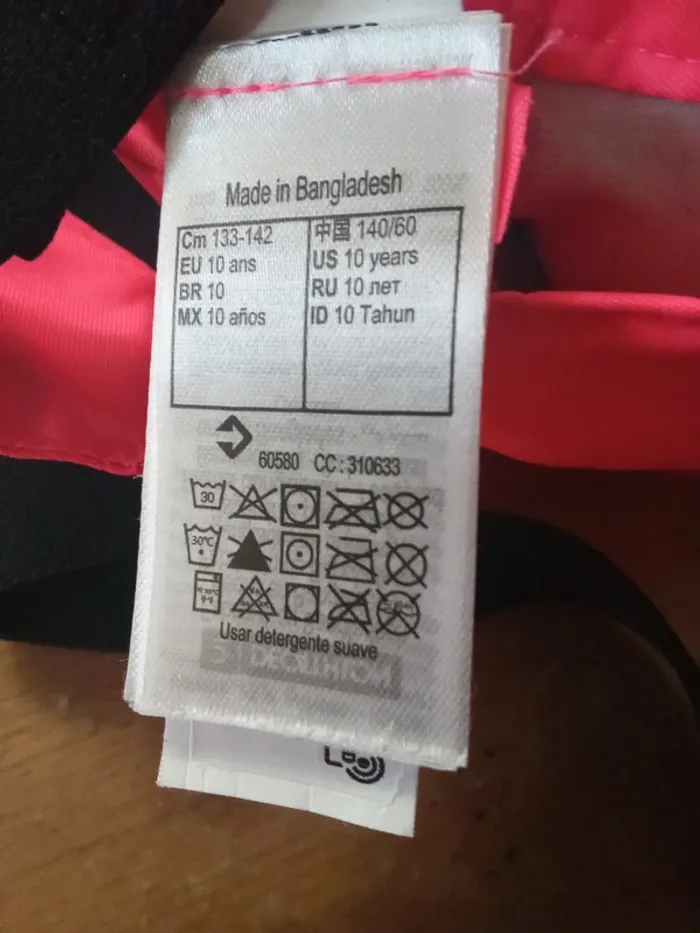 Made in Bangladesh
Cm 133-142
EU 10 ans
BR 10
MX 10 años
中国 140/60
US 10 years
RU 10 лет
ID 10 Tahun
60580 CC : 310633
30
30°C
Usar detergente suave